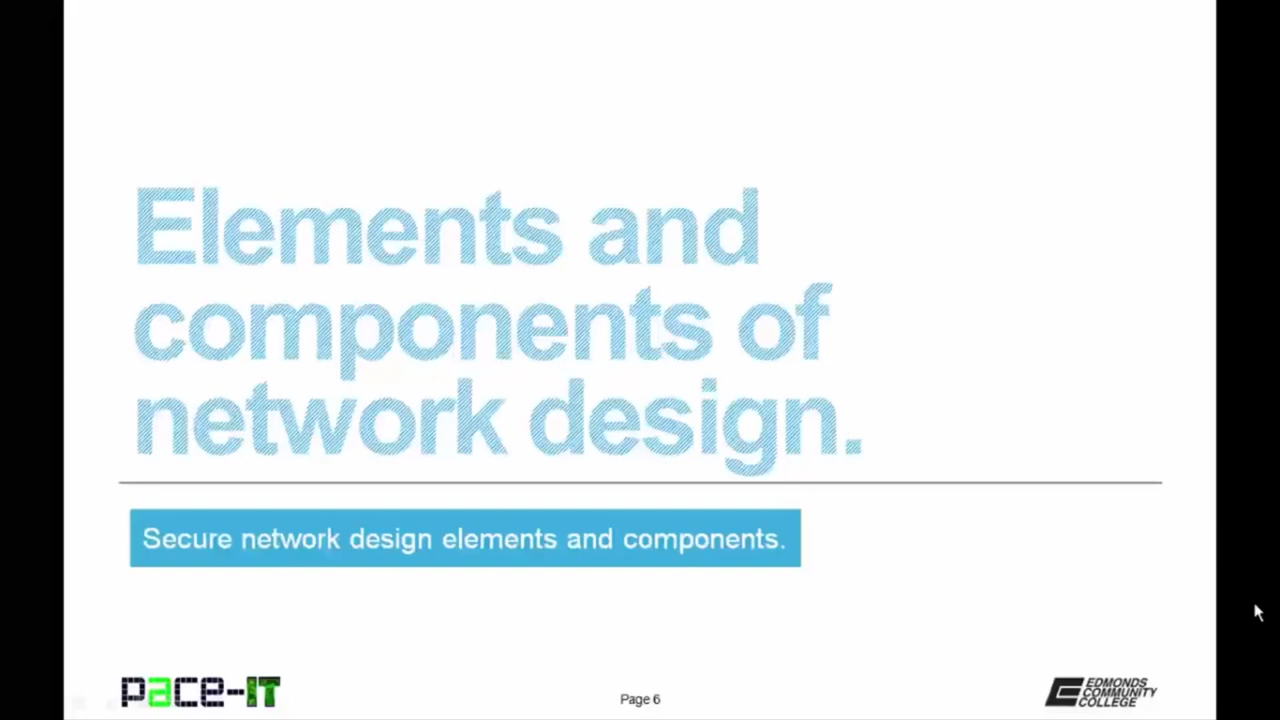 Elements and
components of
network design.
Secure network design elements and components.
pace-IT
Page 6
EDMONDS
COMMUNITY
COLLEGE